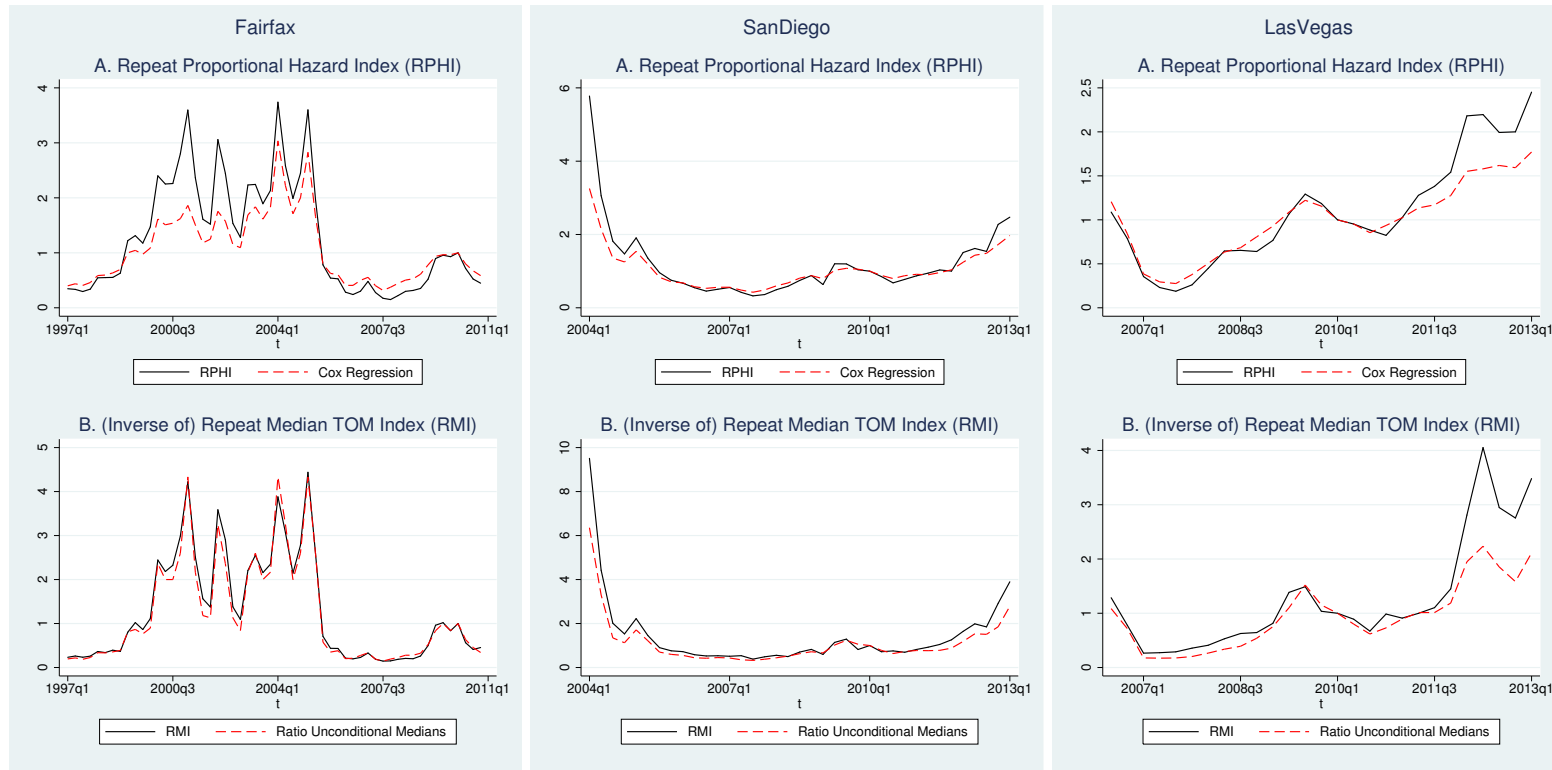 Fairfax
A. Repeat Proportional Hazard Index (RPHI)
4
3
2
1
0
1997q1 2000q3 2004q1 2007q3 2011q1
t
RPHI Cox Regression
B. (Inverse of) Repeat Median TOM Index (RMI)
5
4
3
2
1
0
1997q1 2000q3 2004q1 2007q3 2011q1
t
RMI Ratio Unconditional Medians
SanDiego
A. Repeat Proportional Hazard Index (RPHI)
6
4
2
0
2004q1 2007q1 2010q1 2013q1
t
RPHI Cox Regression
B. (Inverse of) Repeat Median TOM Index (RMI)
10
8
6
4
2
0
2004q1 2007q1 2010q1 2013q1
t
RMI Ratio Unconditional Medians
LasVegas
A. Repeat Proportional Hazard Index (RPHI)
2.5
2
1.5
1
.5
0
2007q1 2008q3 2010q1 2011q3 2013q1
t
RPHI Cox Regression
B. (Inverse of) Repeat Median TOM Index (RMI)
4
3
2
1
0
2007q1 2008q3 2010q1 2011q3 2013q1
t
RMI Ratio Unconditional Medians